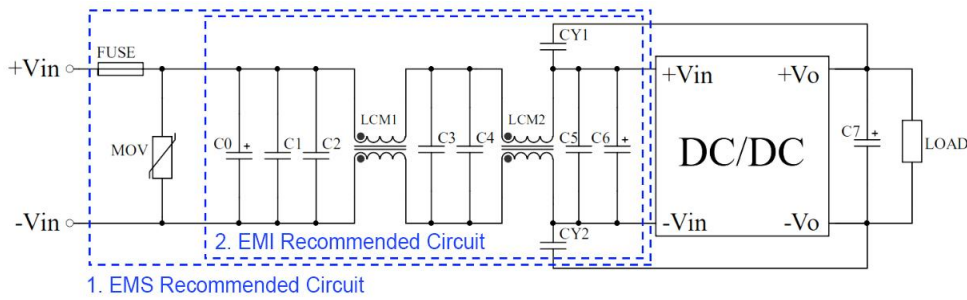 CY1
FUSE
+Vin
+Vin
+Vo
LCM1
LCM2
MOV
C0
+
C1
C2
C3
C4
C5
C6
+
DC/DC
C7
+
LOAD
-Vin
-Vin
-Vo
CY2
2. EMI Recommended Circuit
1. EMS Recommended Circuit